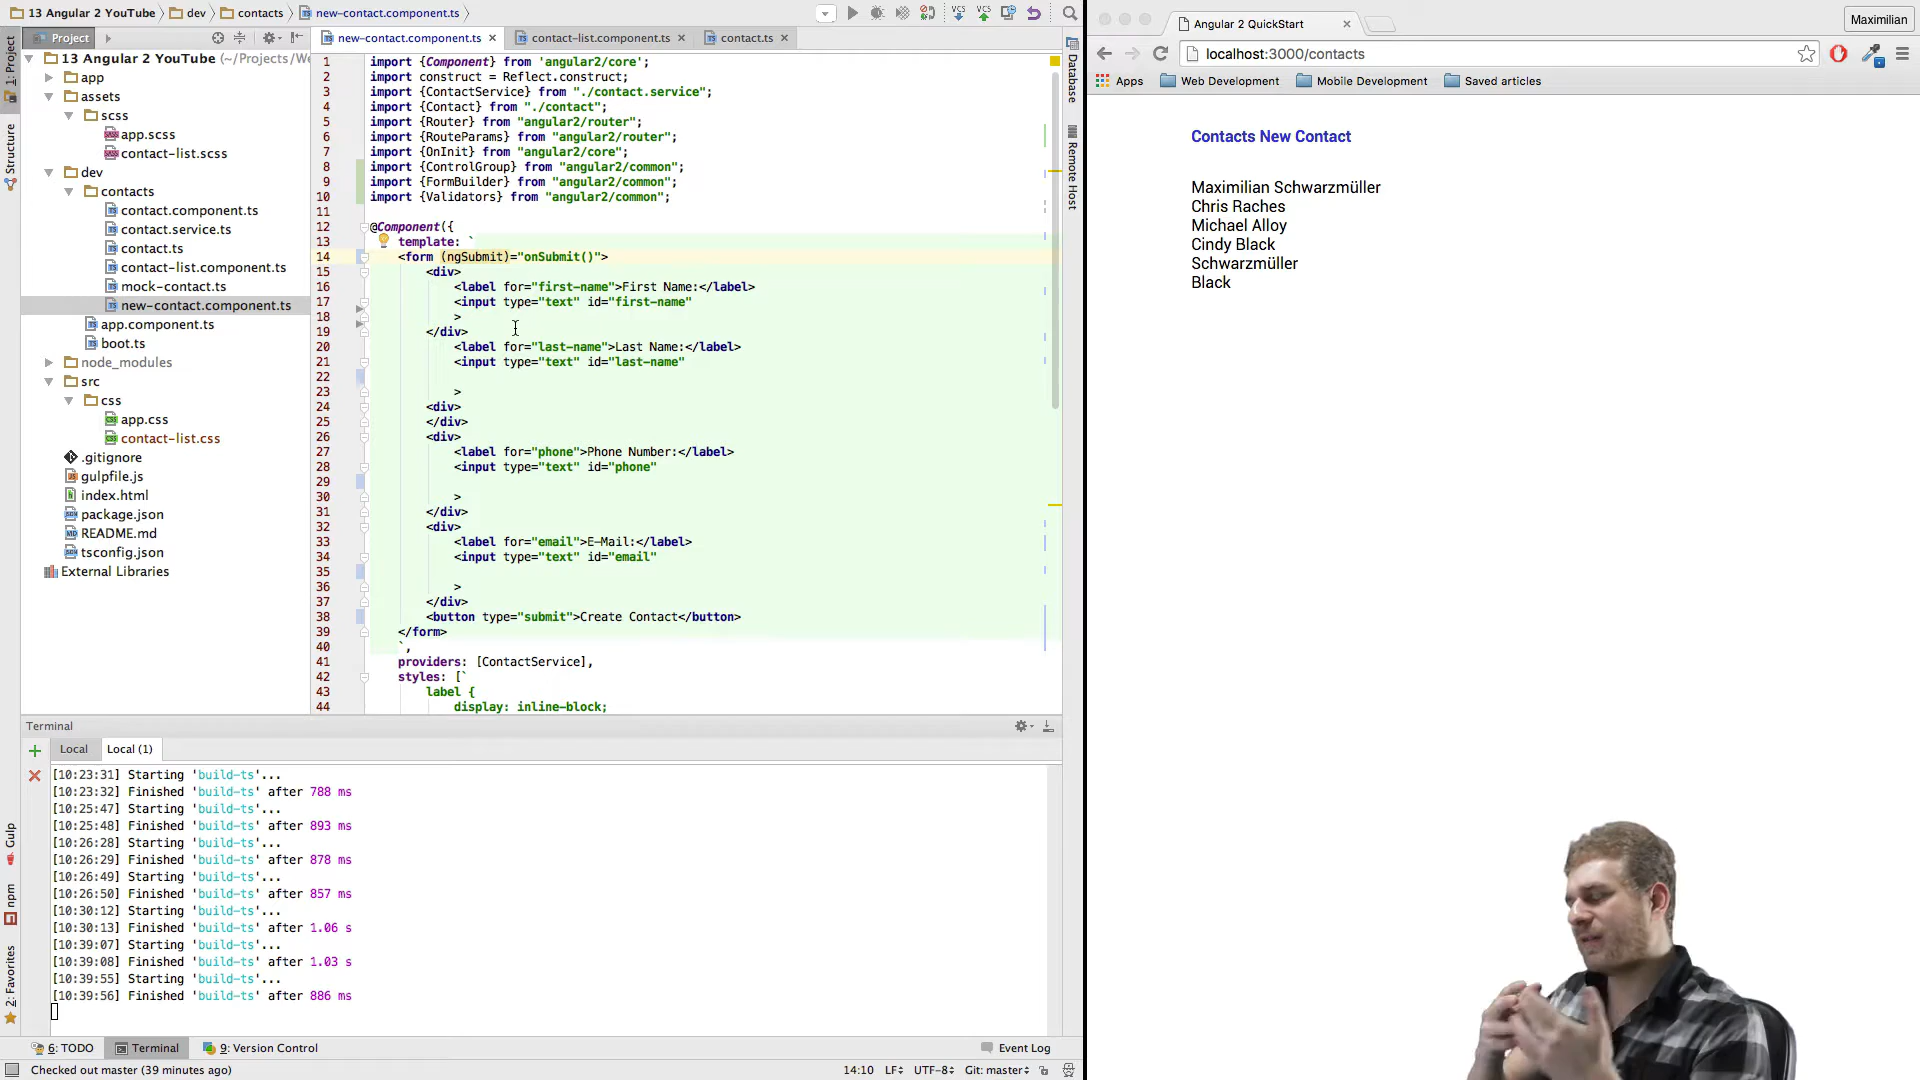 13 Angular 2 YouTube
dev
contacts
new-contact.component.ts
Project
new-contact.component.ts
contact-list.component.ts
contact.ts
1: Project
Structure
Gulp
npm
2: Favorites
Database
Remote Host
13 Angular 2 YouTube (~/Projects/We
app
assets
scss
app.scss
contact-list.scss
dev
contacts
contact.component.ts
contact.service.ts
contact.ts
contact-list.component.ts
mock-contact.ts
new-contact.component.ts
app.component.ts
boot.ts
node_modules
src
css
app.css
contact-list.css
.gitignore
gulpfile.js
index.html
package.json
README.md
tsconfig.json
External Libraries
1 import {Component} from 'angular2/core';
2 import construct = Reflect.construct;
3 import {ContactService} from "./contact.service";
4 import {Contact} from "./contact";
5 import {Router} from "angular2/router";
6 import {RouteParams} from "angular2/router";
7 import {OnInit} from "angular2/core";
8 import {ControlGroup} from "angular2/common";
9 import {FormBuilder} from "angular2/common";
10 import {Validators} from "angular2/common";
11
12 @Component({
13 template: `
14 <form (ngSubmit)="onSubmit()">
15 <div>
16 <label for="first-name">First Name:</label>
17 <input type="text" id="first-name"
18 >
19 </div>
20 <label for="last-name">Last Name:</label>
21 <input type="text" id="last-name"
22
23 >
24 <div>
25 </div>
26 <div>
27 <label for="phone">Phone Number:</label>
28 <input type="text" id="phone"
29
30 >
31 </div>
32 <div>
33 <label for="email">E-Mail:</label>
34 <input type="text" id="email"
35
36 >
37 </div>
38 <button type="submit">Create Contact</button>
39 </form>
40 `,
41 providers: [ContactService],
42 styles: [`
43 label {
44 display: inline-block;
Terminal
Local
Local (1)
[10:23:31] Starting 'build-ts'...
[10:23:32] Finished 'build-ts' after 788 ms
[10:25:47] Starting 'build-ts'...
[10:25:48] Finished 'build-ts' after 893 ms
[10:26:28] Starting 'build-ts'...
[10:26:29] Finished 'build-ts' after 878 ms
[10:26:49] Starting 'build-ts'...
[10:26:50] Finished 'build-ts' after 857 ms
[10:30:12] Starting 'build-ts'...
[10:30:13] Finished 'build-ts' after 1.06 s
[10:39:07] Starting 'build-ts'...
[10:39:08] Finished 'build-ts' after 1.03 s
[10:39:55] Starting 'build-ts'...
[10:39:56] Finished 'build-ts' after 886 ms
6: TODO
Terminal
9: Version Control
Event Log
Checked out master (39 minutes ago)
14:10
LF
UTF-8
Git: master
VCS
VCS
Angular 2 QuickStart
Maximilian
localhost:3000/contacts
Apps
Web Development
Mobile Development
Saved articles
Contacts New Contact
Maximilian Schwarzmüller
Chris Raches
Michael Alloy
Cindy Black
Schwarzmüller
Black